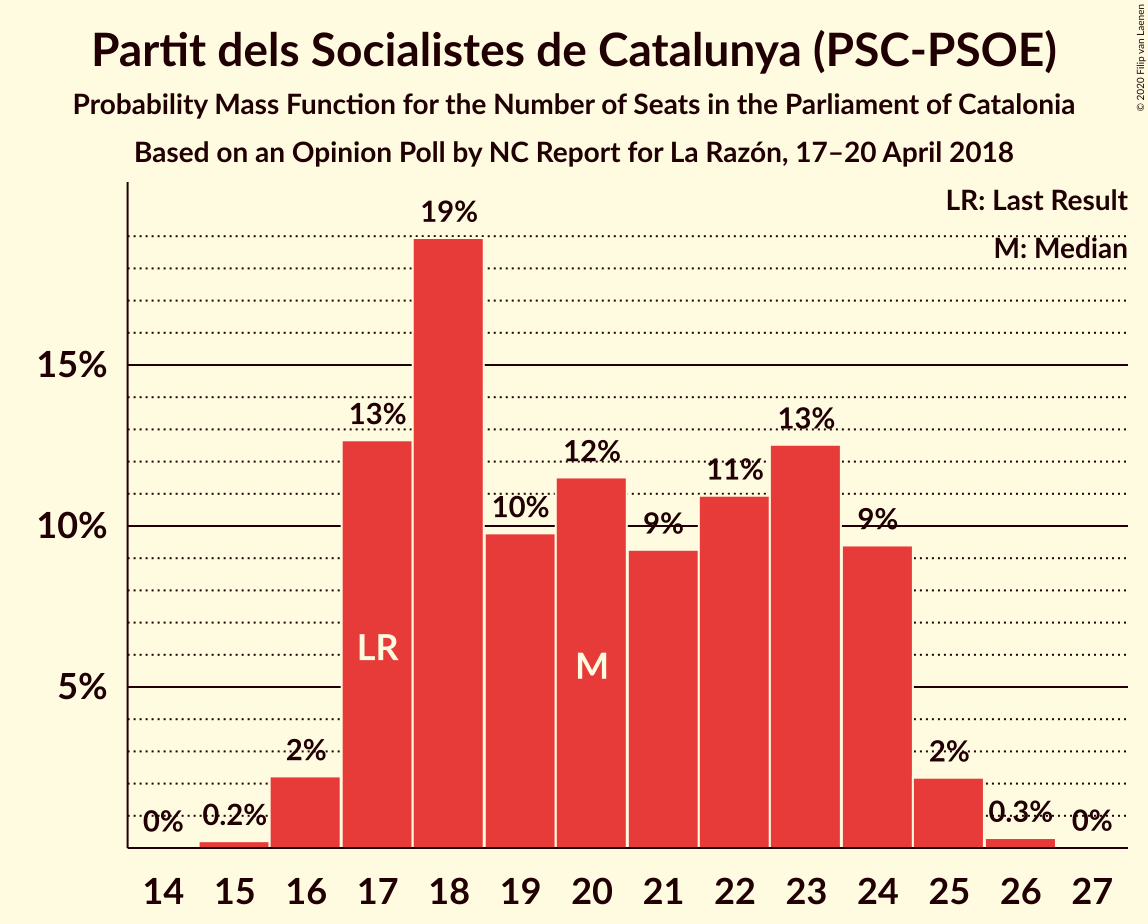 Partit dels Socialistes de Catalunya (PSC-PSOE)
Probability Mass Function for the Number of Seats in the Parliament of Catalonia
Based on an Opinion Poll by NC Report for La Razón, 17–20 April 2018
© 2020 Filip van Laenen
LR: Last Result
M: Median
15%
10%
5%
0%
0.2%
2%
13%
19%
10%
12%
9%
11%
13%
9%
2%
0.3%
0%
LR
M
14 15 16 17 18 19 20 21 22 23 24 25 26 27